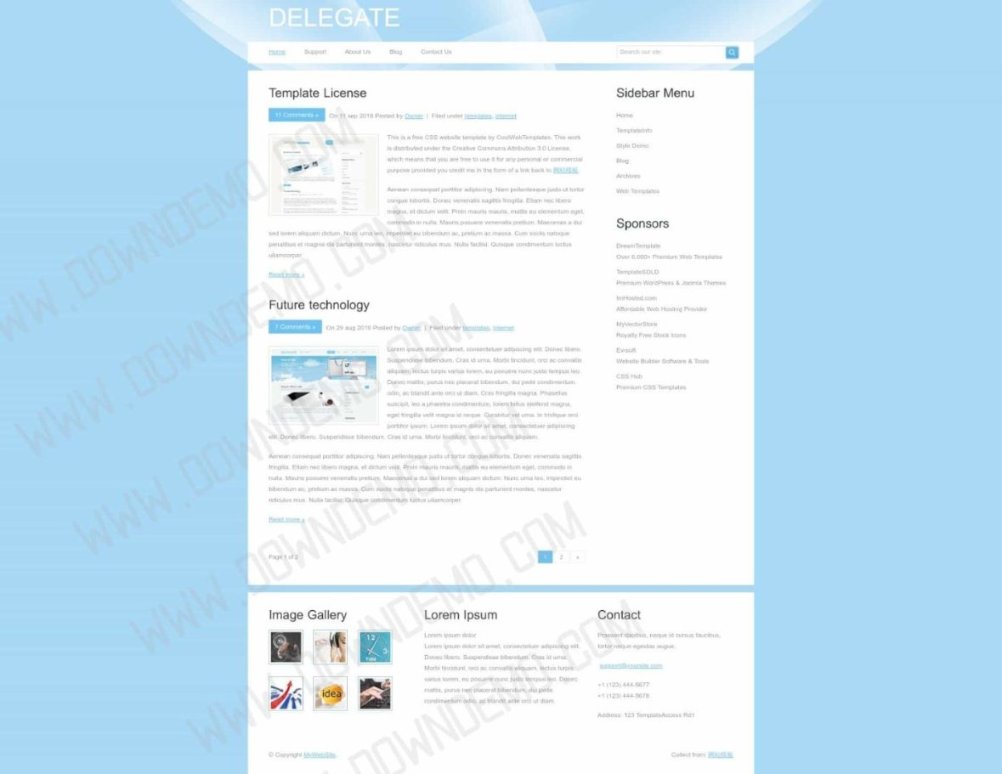 DELEGATE
Home Support About Us Blog Contact Us
Search our site
Template License
11 Comments »
On 11 sep 2016 Posted by Owner | Filed under templates, internet
This is a free CSS website template by CoolWebTemplates. This work
is distributed under the Creative Commons Attribution 3.0 License,
which means that you are free to use it for any personal or commercial
purpose provided you credit me in the form of a link back to
Aenean consequat porttitor adipiscing. Nam pellentesque justo ut tortor
congue lobortis. Donec venenatis sagittis fringilla. Etiam nec libero
magna, et dictum velit. Proin mauris mauris, mattis eu elementum eget,
commodo in nulla. Mauris posuere venenatis pretium. Maecenas a dui
sed lorem aliquam dictum. Nunc urna leo, imperdiet eu bibendum ac, pretium ac massa. Cum sociis natoque
penatibus et magnis dis parturient montes, nascetur ridiculus mus. Nulla facilisi. Quisque condimentum luctus
ullamcorper.
Read more »
Future technology
7 Comments »
On 29 aug 2016 Posted by Owner | Filed under templates, internet
Lorem ipsum dolor sit amet, consectetuer adipiscing elit. Donec libero.
Suspendisse bibendum. Cras id urna. Morbi tincidunt, orci ac convallis
aliquam, lectus turpis varius lorem, eu posuere nunc justo tempus leo.
Donec mattis, purus nec placerat bibendum, dui pede condimentum
odio, ac blandit ante orci ut diam. Cras fringilla magna. Phasellus
suscipit, leo a pharetra condimentum, lorem tellus eleifend magna,
eget fringilla velit magna id neque. Curabitur vel urna. In tristique orci
porttitor ipsum. Lorem ipsum dolor sit amet, consectetuer adipiscing
elit. Donec libero. Suspendisse bibendum. Cras id urna. Morbi tincidunt, orci ac convallis aliquam.
Aenean consequat porttitor adipiscing. Nam pellentesque justo ut tortor congue lobortis. Donec venenatis sagittis
fringilla. Etiam nec libero magna, et dictum velit. Proin mauris mauris, mattis eu elementum eget, commodo in
nulla. Mauris posuere venenatis pretium. Maecenas a dui sed lorem aliquam dictum. Nunc urna leo, imperdiet eu
bibendum ac, pretium ac massa. Cum sociis natoque penatibus et magnis dis parturient montes, nascetur
ridiculus mus. Nulla facilisi. Quisque condimentum luctus ullamcorper.
Read more »
Page 1 of 2
1 2 »
Sidebar Menu
Home
TemplateInfo
Style Demo
Blog
Archives
Web Templates
Sponsors
DreamTemplate
Over 6,000+ Premium Web Templates
TemplateSOLD
Premium WordPress & Joomla Themes
ImHosted.com
Affordable Web Hosting Provider
MyVectorStore
Royalty Free Stock Icons
Evrsoft
Website Builder Software & Tools
CSS Hub
Premium CSS Templates
Image Gallery
12
TIME
idea
Lorem Ipsum
Lorem ipsum dolor
Lorem ipsum dolor sit amet, consectetuer adipiscing elit.
Donec libero. Suspendisse bibendum. Cras id urna.
Morbi tincidunt, orci ac convallis aliquam, lectus turpis
varius lorem, eu posuere nunc justo tempus leo. Donec
mattis, purus nec placerat bibendum, dui pede
condimentum odio, ac blandit ante orci ut diam.
Contact
Praesent dapibus, neque id cursus faucibus,
tortor neque egestas augue.
support@yoursite.com
+1 (123) 444-5677
+1 (123) 444-5678
Address: 123 TemplateAccess Rd1
© Copyright MyWebSite.
Collect from:
WWW.DOWNDEMO.COM
WWW.DOWNDEMO.COM
WWW.DOWNDEMO.COM
WWW.DOWNDEMO.COM
WWW.DOWNDEMO.COM
WWW.DOWNDEMO.COM